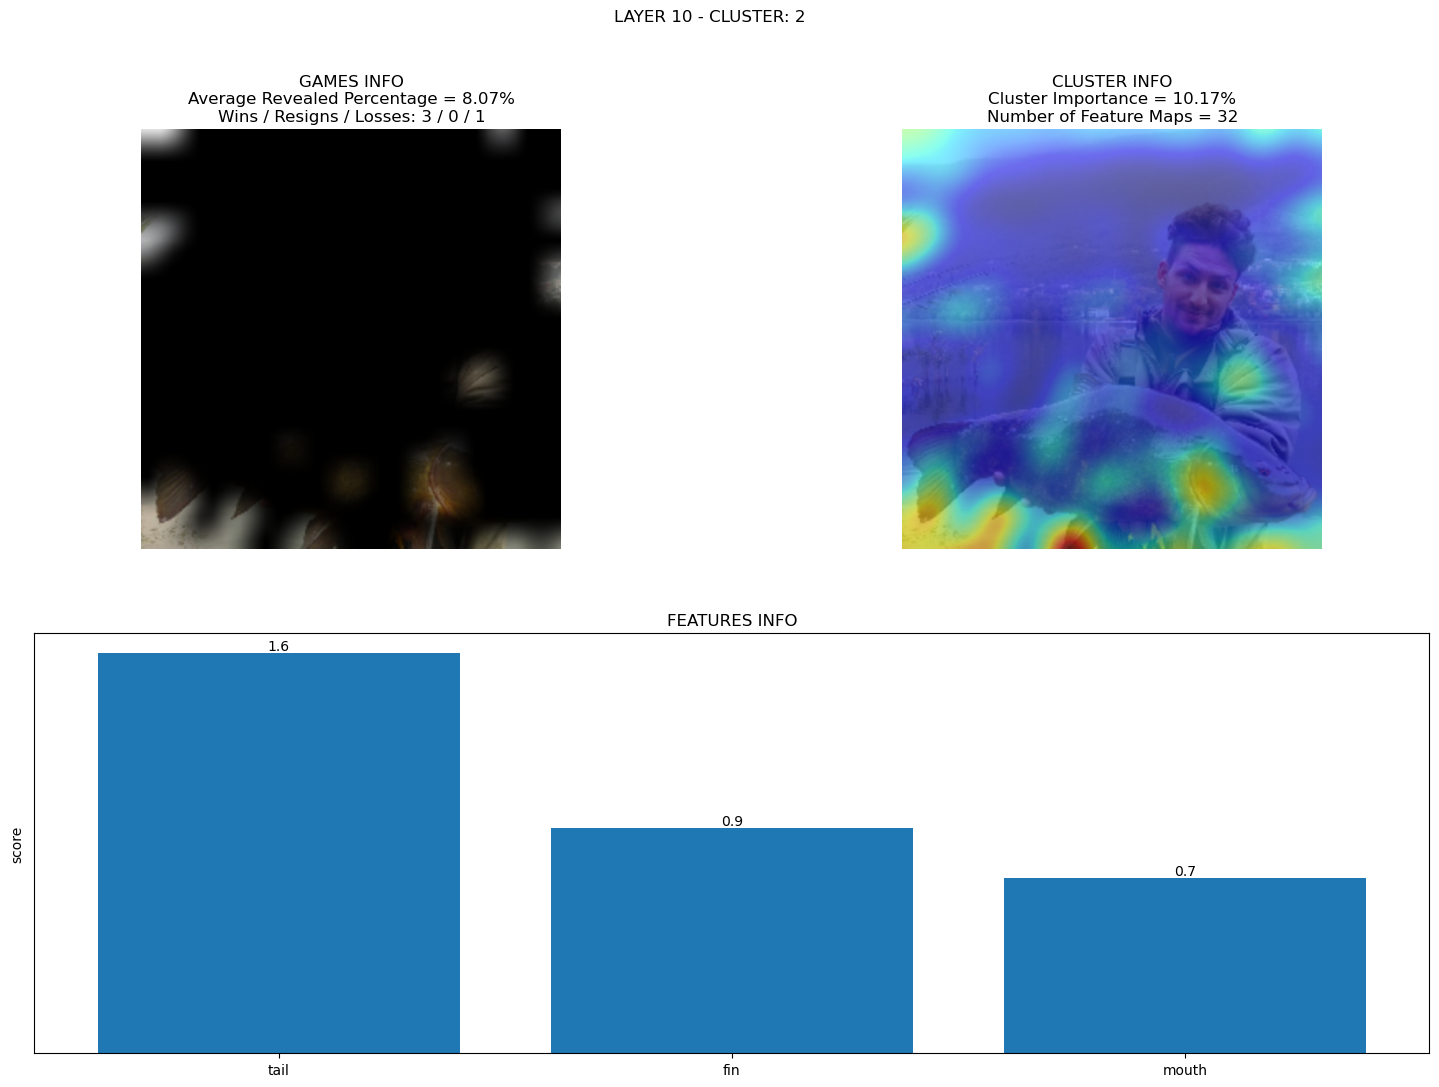 LAYER 10 - CLUSTER: 2
GAMES INFO
Average Revealed Percentage = 8.07%
Wins / Resigns / Losses: 3 / 0 / 1
CLUSTER INFO
Cluster Importance = 10.17%
Number of Feature Maps = 32
FEATURES INFO
score
1.6
0.9
0.7
tail
fin
mouth